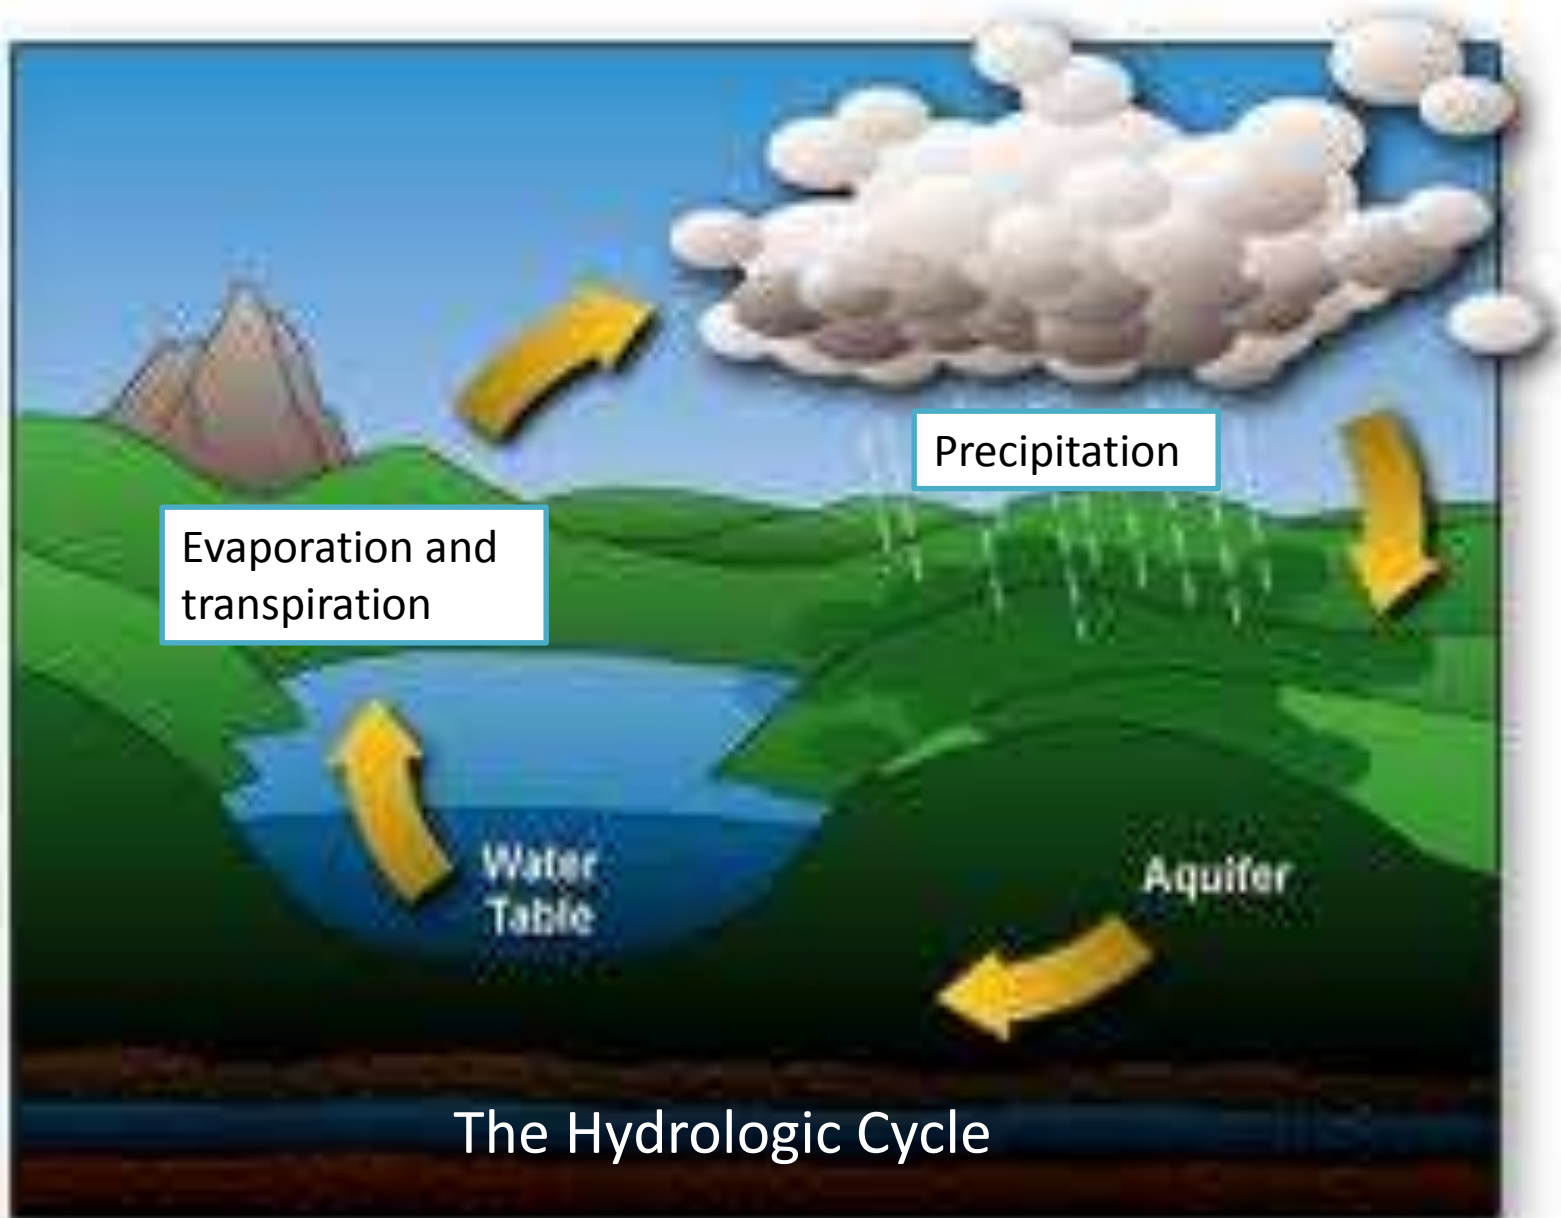 Precipitation
Evaporation and
transpiration
Water
Table
Aquifer
The Hydrologic Cycle